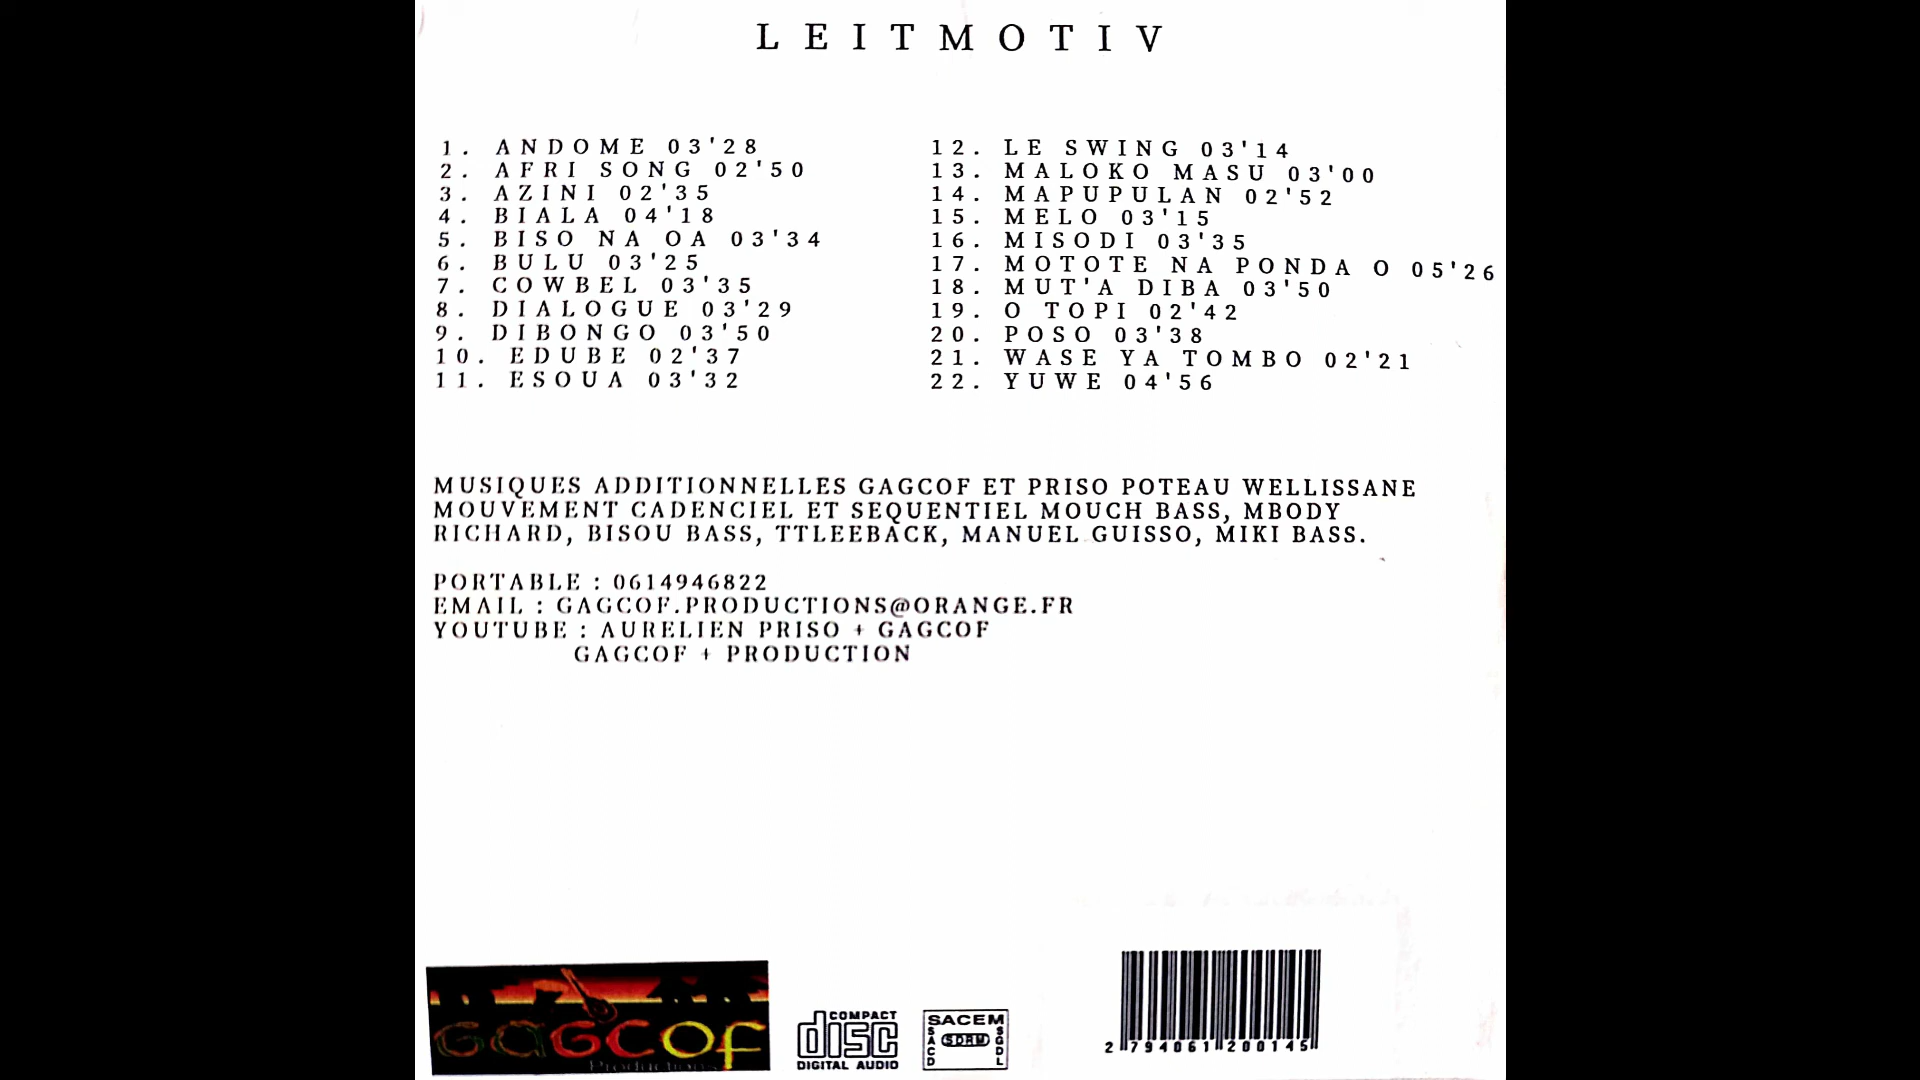 LEITMOTIV
1. ANDOME 03'28
2. AFRI SONG 02'50
3. AZINI 02'35
4. BIALA 04'18
5. BISO NA OA 03'34
6. BULU 03'25
7. COWBEL 03'35
8. DIALOGUE 03'29
9. DIBONGO 03'50
10. EDUBE 02'37
11. ESOUA 03'32
12. LE SWING 03'14
13. MALOKO MASU 03'00
14. MAPUPULAN 02'52
15. MELO 03'15
16. MISODI 03'35
17. MOTOTE NA PONDA O 05'26
18. MUT'A DIBA 03'50
19. O TOPI 02'42
20. POSO 03'38
21. WASE YA TOMBO 02'21
22. YUWE 04'56
MUSIQUES ADDITIONNELLES GAGCOF ET PRISO POTEAU WELLISSANE
MOUVEMENT CADENCIEL ET SEQUENTIEL MOUCH BASS, MBODY
RICHARD, BISOU BASS, TTLEEBACK, MANUEL GUISSO, MIKI BASS.
PORTABLE : 0614946822
EMAIL : GAGCOF.PRODUCTIONS@ORANGE.FR
YOUTUBE : AURELIEN PRISO + GAGCOF
GAGCOF + PRODUCTION
GAGCOF
Productions
COMPACT
disc
DIGITAL AUDIO
SACEM
SACD
SDRM
SGDL
2 794061 200145